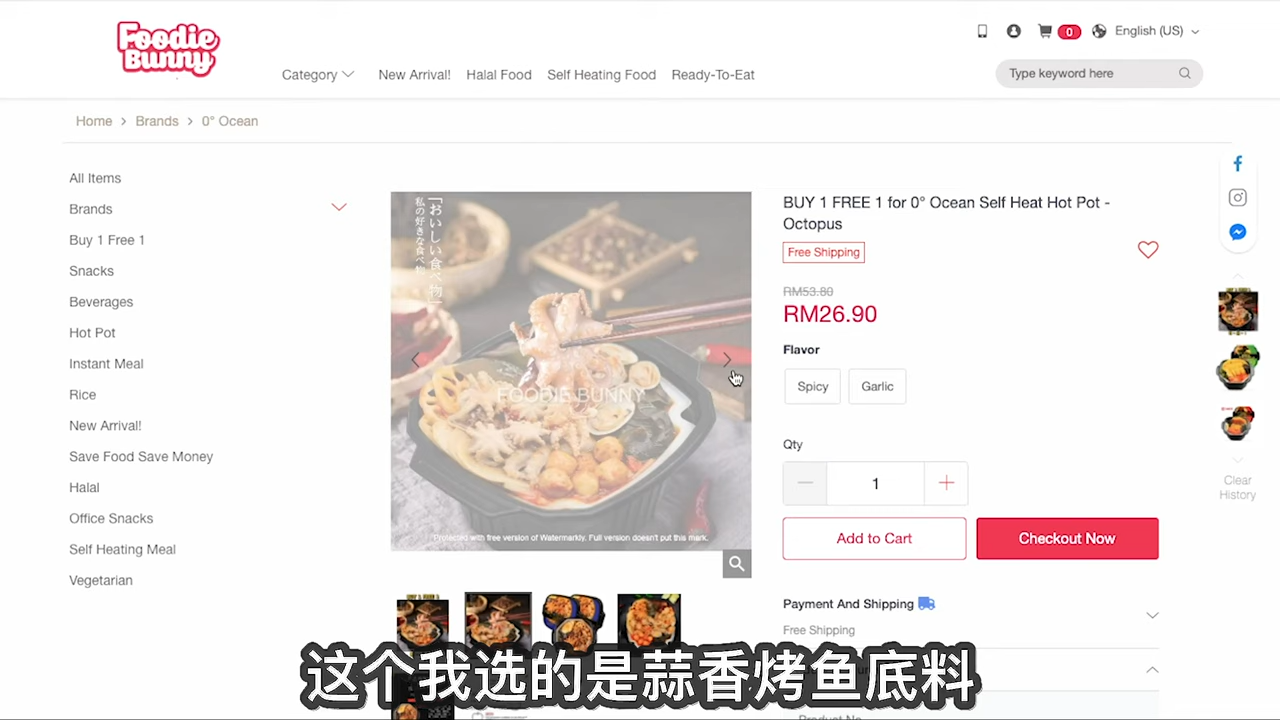 Foodie
Bunny
Category
New Arrival!
Halal Food
Self Heating Food
Ready-To-Eat
0
English (US)
Type keyword here
Home > Brands > 0° Ocean
All Items
Brands
Buy 1 Free 1
Snacks
Beverages
Hot Pot
Instant Meal
Rice
New Arrival!
Save Food Save Money
Halal
Office Snacks
Self Heating Meal
Vegetarian
「おいしい食べ物」
私の好きな食べ物
FOODIE BUNNY
Protected with free version of Watermarkly. Full version doesn't put this mark.
BUY 1 FREE 1 for 0° Ocean Self Heat Hot Pot -
Octopus
Free Shipping
RM53.80
RM26.90
Flavor
Spicy
Garlic
Qty
1
Add to Cart
Checkout Now
Payment And Shipping
Free Shipping
Product No
Clear
History
这个我选的是蒜香烤鱼底料